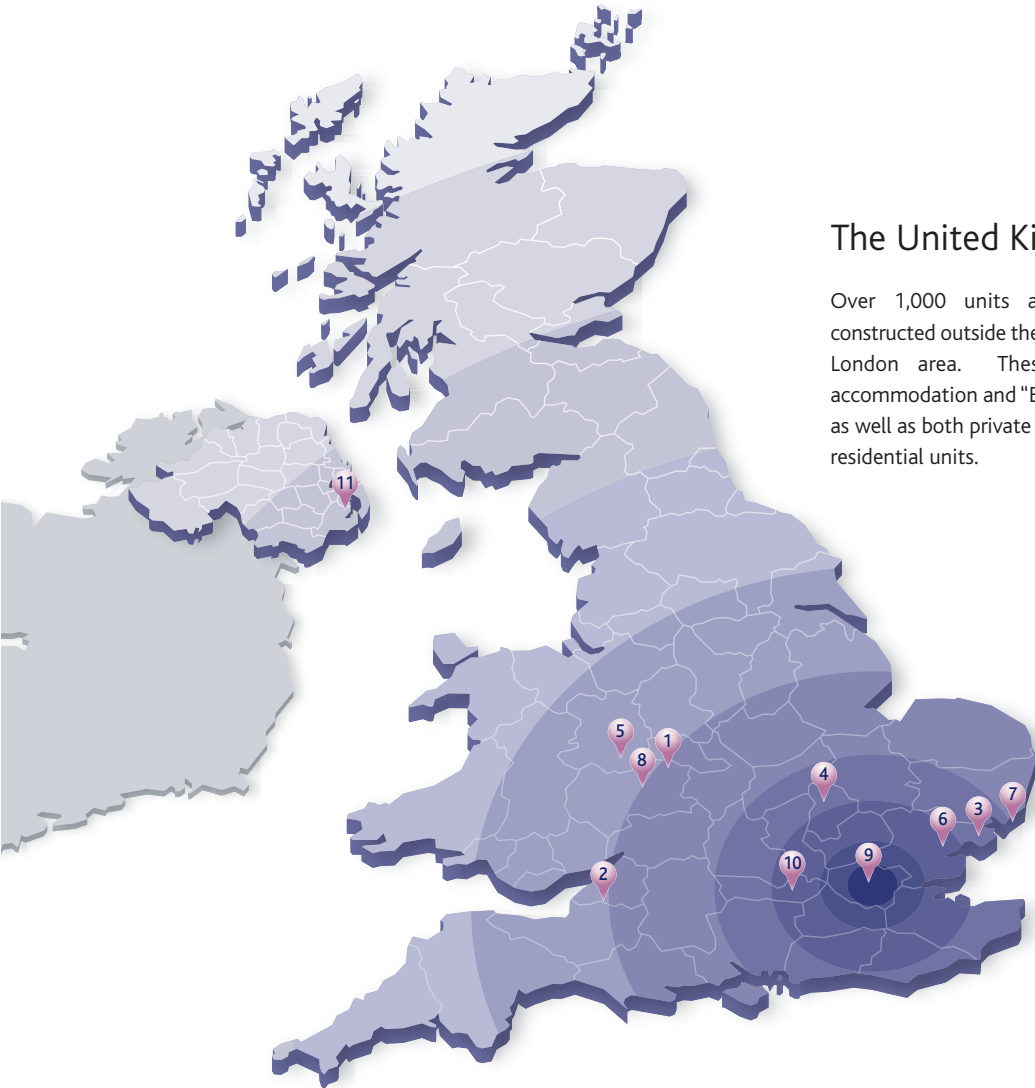 The United Ki
Over 1,000 units a
constructed outside the
London area. Thes
accommodation and "E
as well as both private
residential units.
11
5
1
8
4
7
3
6
9
10
2